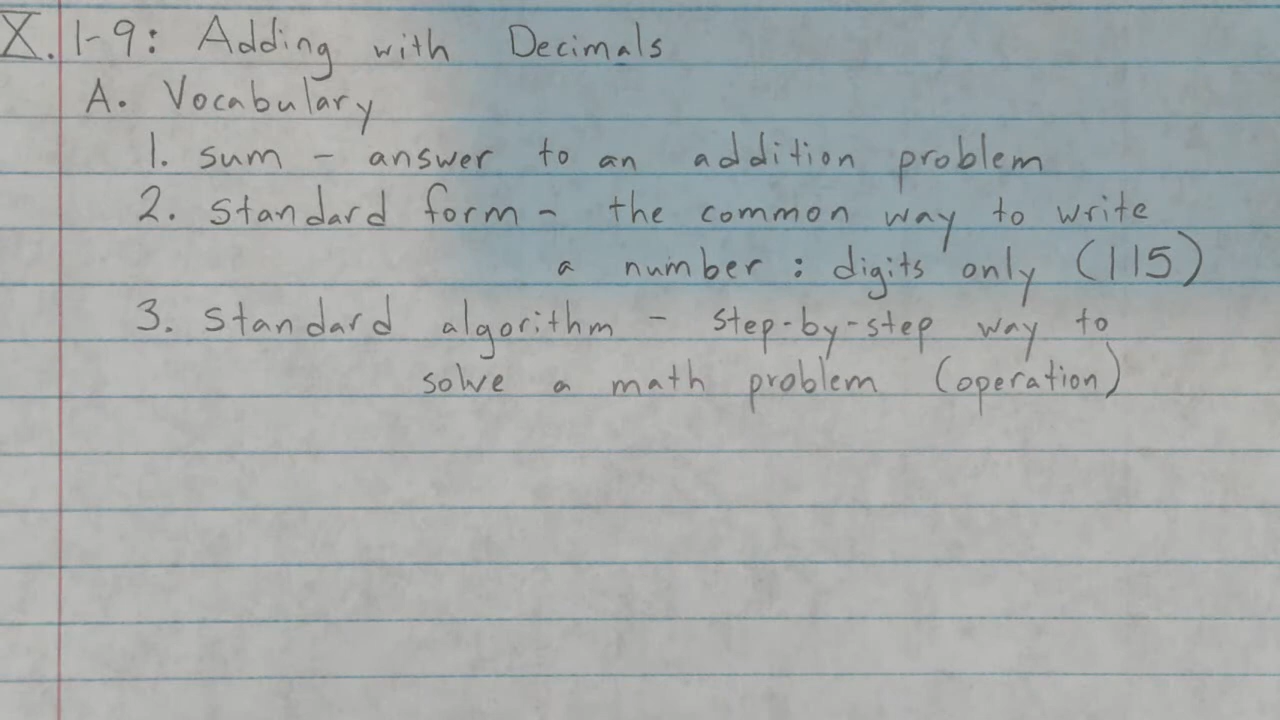 X. 1-9: Adding with Decimals
A. Vocabulary
1. sum - answer to an addition problem
2. standard form - the common way to write
a number: digits only (115)
3. standard algorithm - step-by-step way to
solve a math problem (operation)